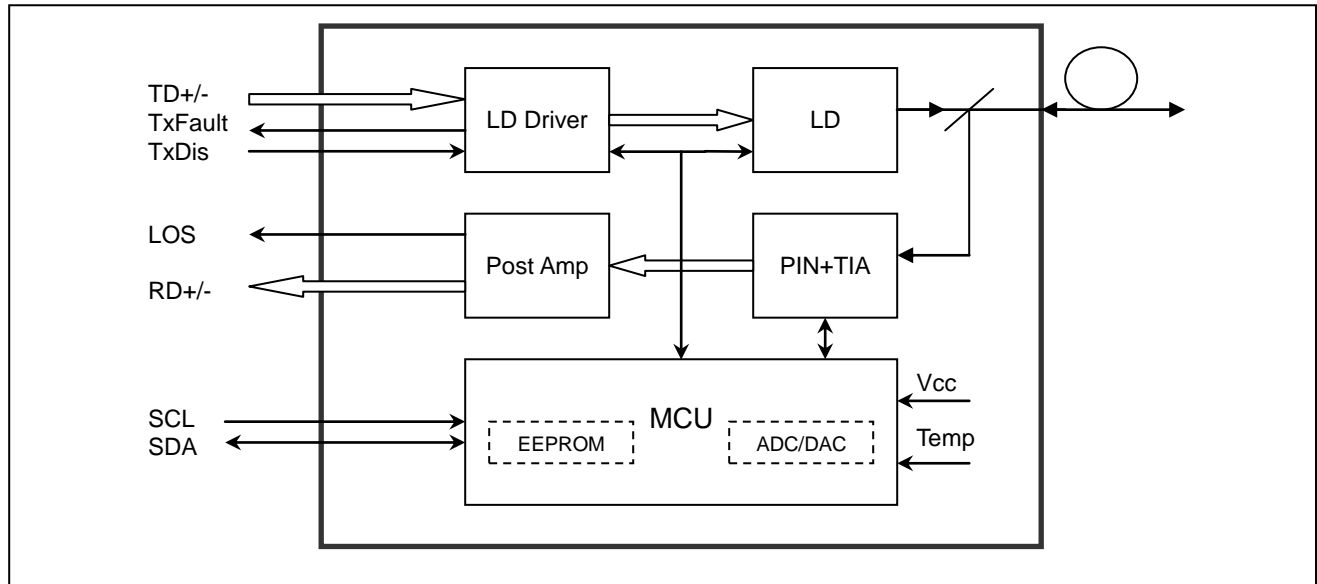 TD+/-
TxFault
TxDis
LD Driver
LD
LOS
RD+/-
Post Amp
PIN+TIA
SCL
SDA
MCU
EEPROM
ADC/DAC
Vcc
Temp